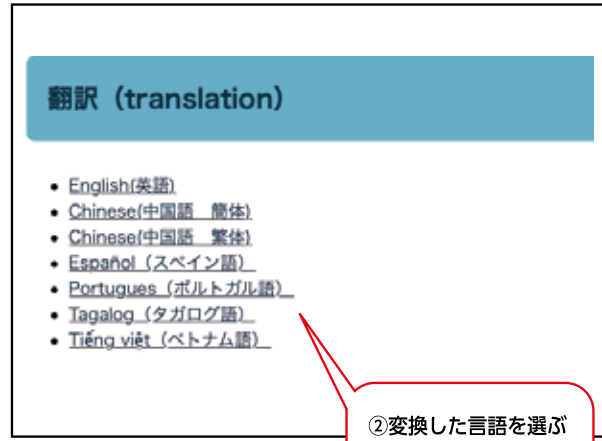 翻訳（translation）
English(英語)
Chinese(中国語　簡体)
Chinese(中国語　繁体)
Español（スペイン語）
Portugues（ポルトガル語）
Tagalog（タガログ語）
Tiếng việt（ベトナム語）
②変換した言語を選ぶ